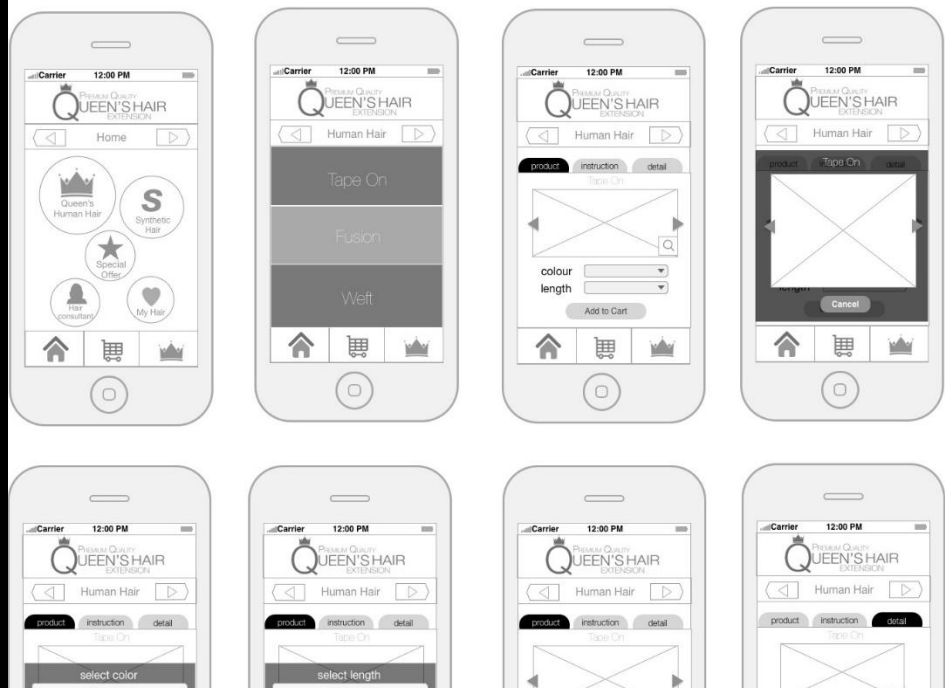 Carrier 12:00 PM
PREMIUM QUALITY
QUEEN'S HAIR
EXTENSION
Home
Queen's
Human Hair
S
Synthetic
Hair
Special
Offer
Hair
consultant
My Hair
Carrier 12:00 PM
PREMIUM QUALITY
QUEEN'S HAIR
EXTENSION
Human Hair
Tape On
Fusion
Weft
Carrier 12:00 PM
PREMIUM QUALITY
QUEEN'S HAIR
EXTENSION
Human Hair
product instruction detail
Tape On
colour
length
Add to Cart
Carrier 12:00 PM
PREMIUM QUALITY
QUEEN'S HAIR
EXTENSION
Human Hair
product Tape On detail
length
Cancel
Carrier 12:00 PM
PREMIUM QUALITY
QUEEN'S HAIR
EXTENSION
Human Hair
product instruction detail
Tape On
select color
Carrier 12:00 PM
PREMIUM QUALITY
QUEEN'S HAIR
EXTENSION
Human Hair
product instruction detail
Tape On
select length
Carrier 12:00 PM
PREMIUM QUALITY
QUEEN'S HAIR
EXTENSION
Human Hair
product instruction detail
Tape On
Carrier 12:00 PM
PREMIUM QUALITY
QUEEN'S HAIR
EXTENSION
Human Hair
product instruction detail
Tape On